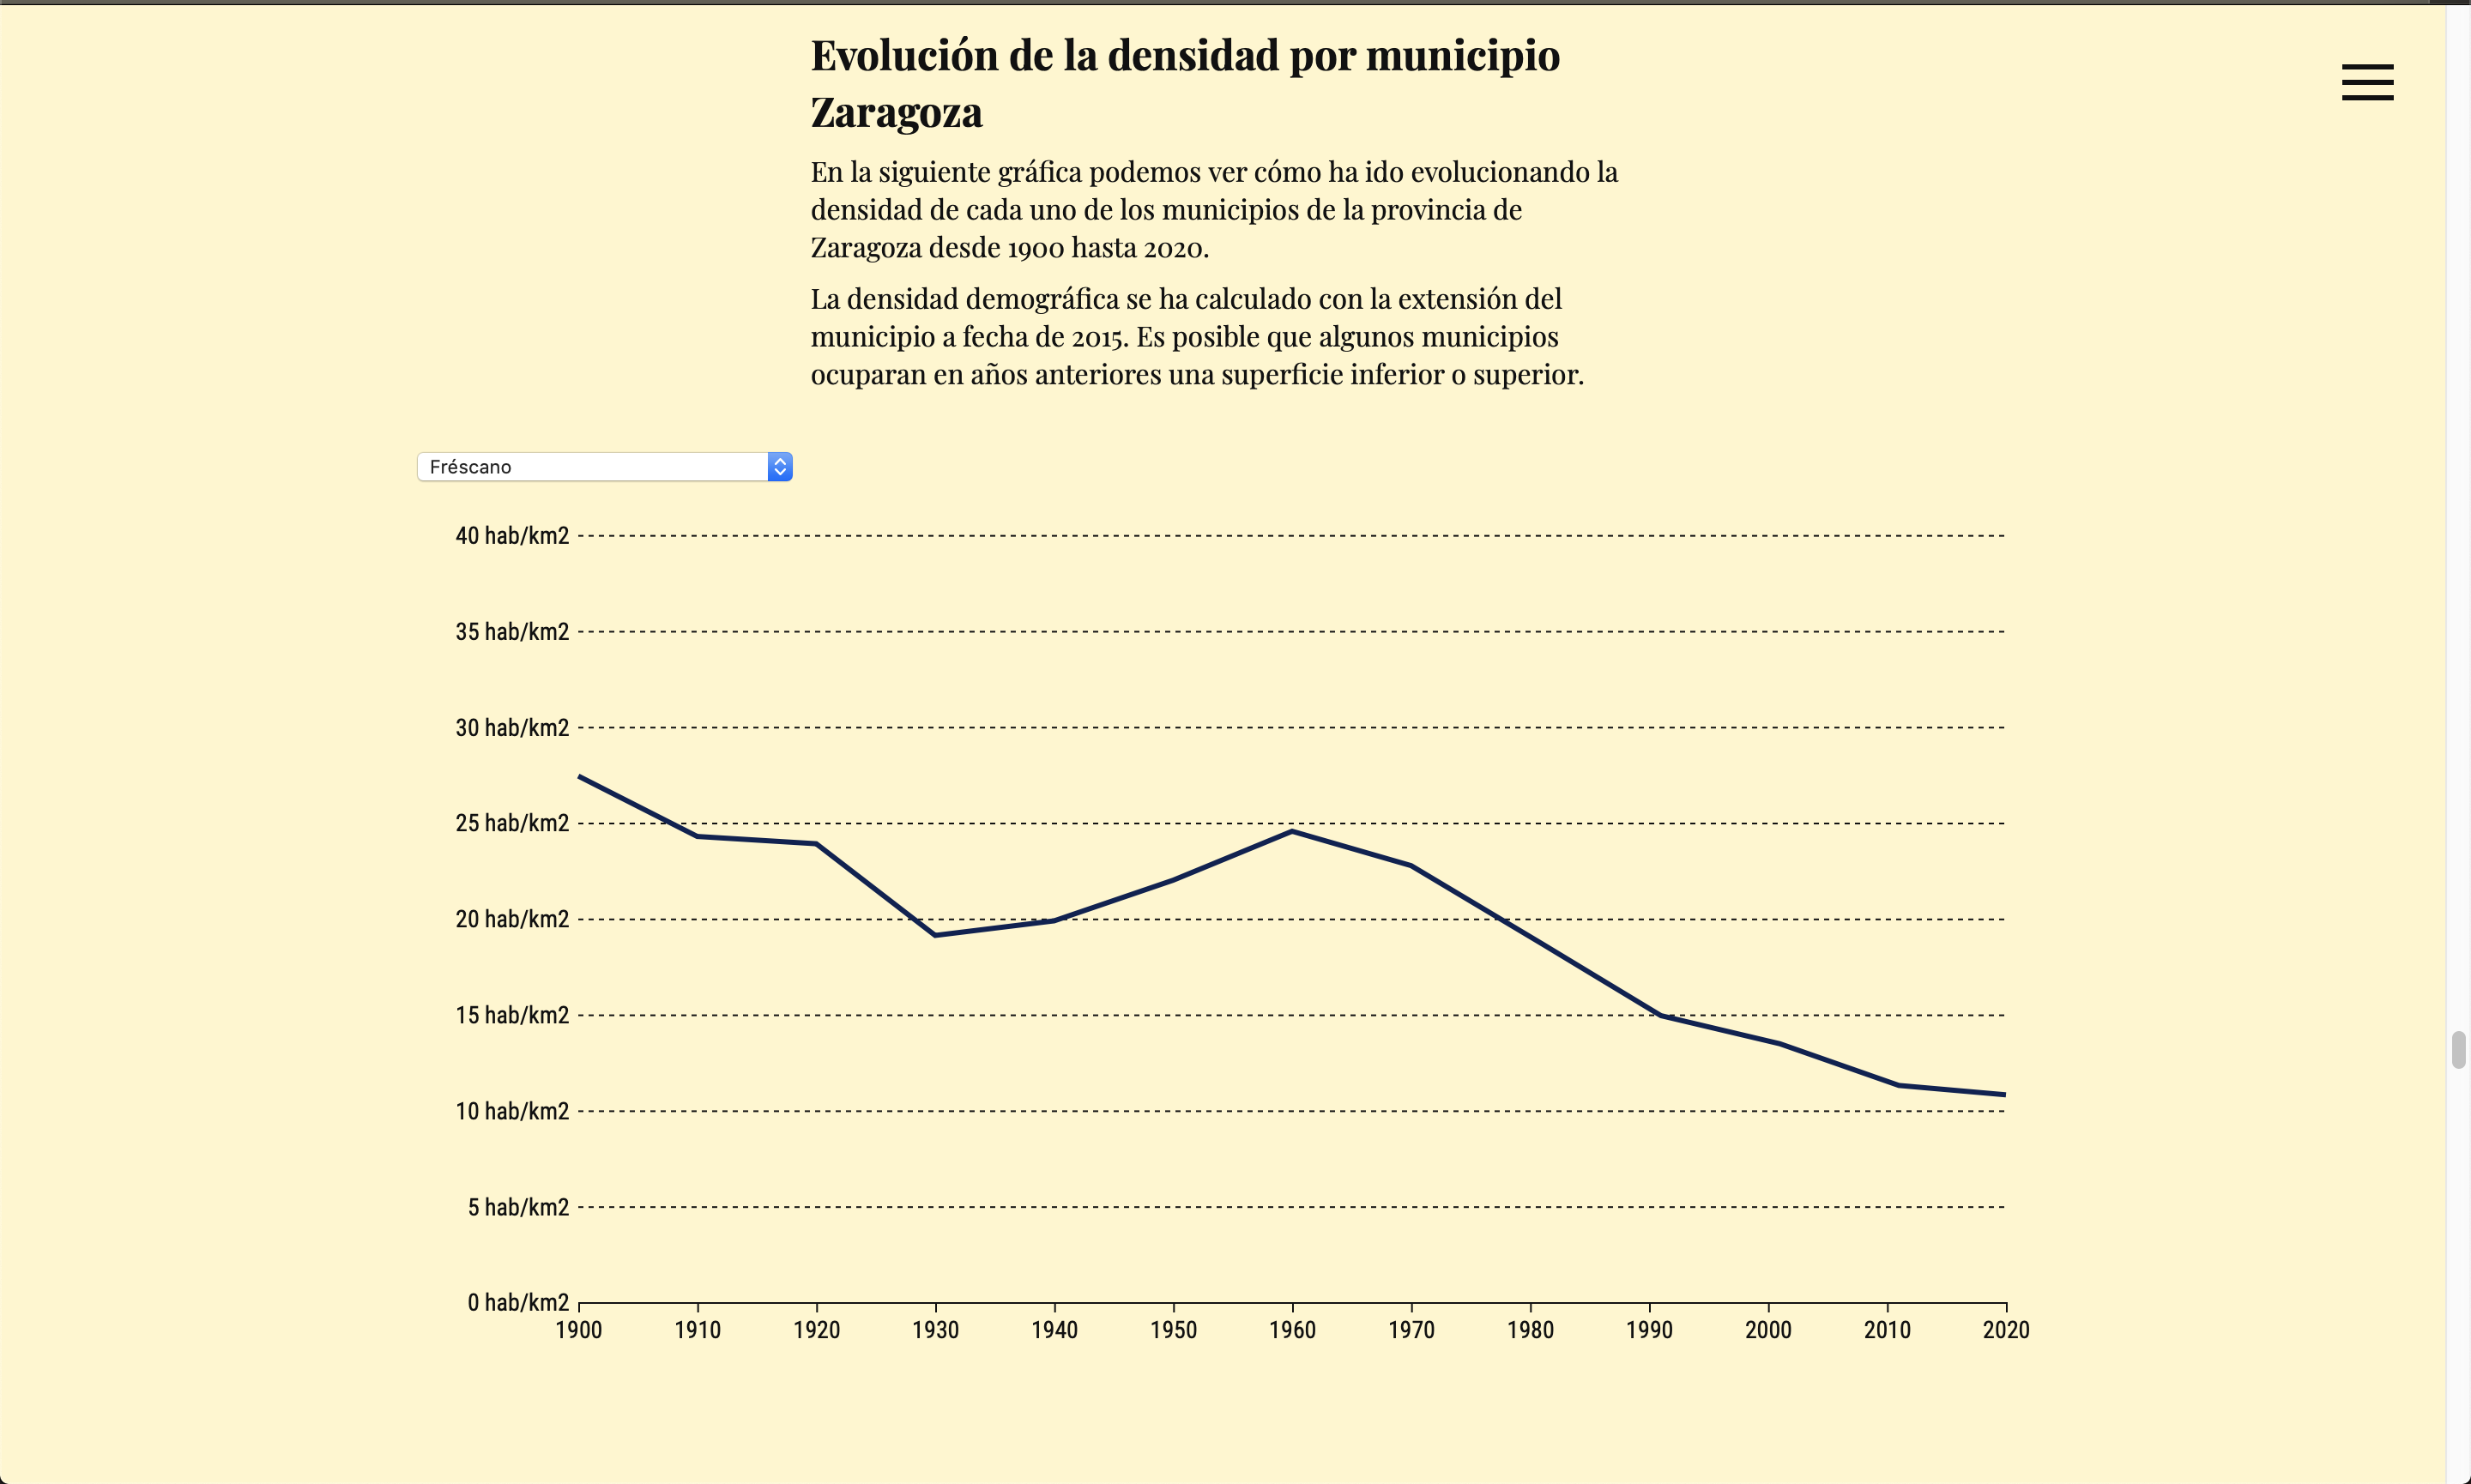 Evolución de la densidad por municipio
Zaragoza
En la siguiente gráfica podemos ver cómo ha ido evolucionando la
densidad de cada uno de los municipios de la provincia de
Zaragoza desde 1900 hasta 2020.
La densidad demográfica se ha calculado con la extensión del
municipio a fecha de 2015. Es posible que algunos municipios
ocuparan en años anteriores una superficie inferior o superior.
Fréscano
40 hab/km2
35 hab/km2
30 hab/km2
25 hab/km2
20 hab/km2
15 hab/km2
10 hab/km2
5 hab/km2
0 hab/km2
1900 1910 1920 1930 1940 1950 1960 1970 1980 1990 2000 2010 2020